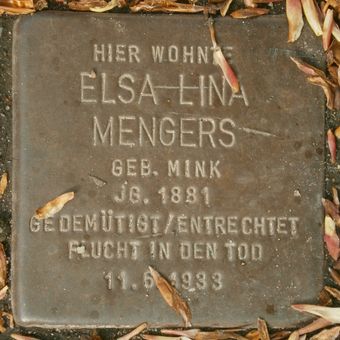 HIER WOHNTE
ELSA LINA
MENGERS
GEB. MINK
JG. 1881
GEDEMÜTIGT/ENTRECHTET
FLUCHT IN DEN TOD
11.6.1933